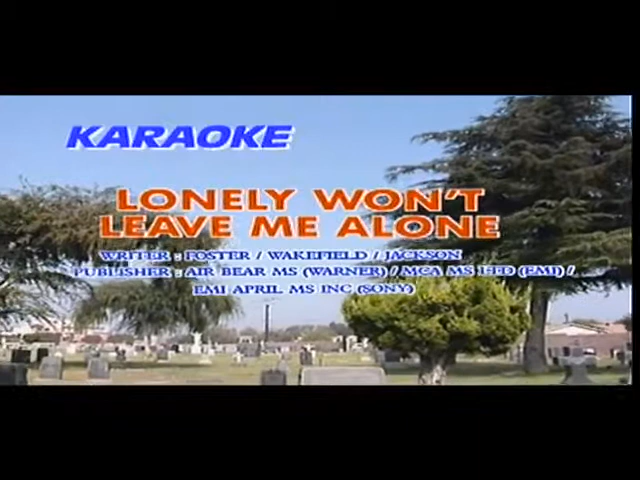 KARAOKE
LONELY WON'T
LEAVE ME ALONE
WRITER : FOSTER / WAKEFIELD / JACKSON
PUBLISHER : AIR BEAR MS (WARNER) / MCA MS LTD (EMI) /
EMI APRIL MS INC (SONY)